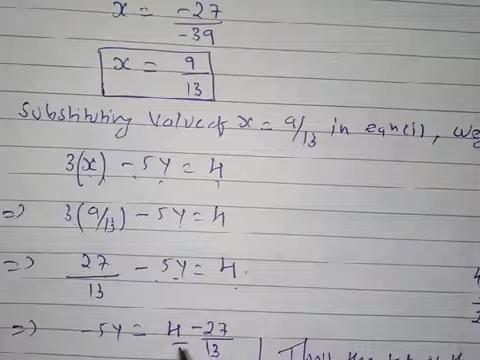 x = -27/-39
x = 9/13
Substituting value of x = 9/13 in eqn(i), we
3(x) - 5y = 4
=> 3(9/13) - 5y = 4
=> 27/13 - 5y = 4
=> -5y = 4 - 27/13